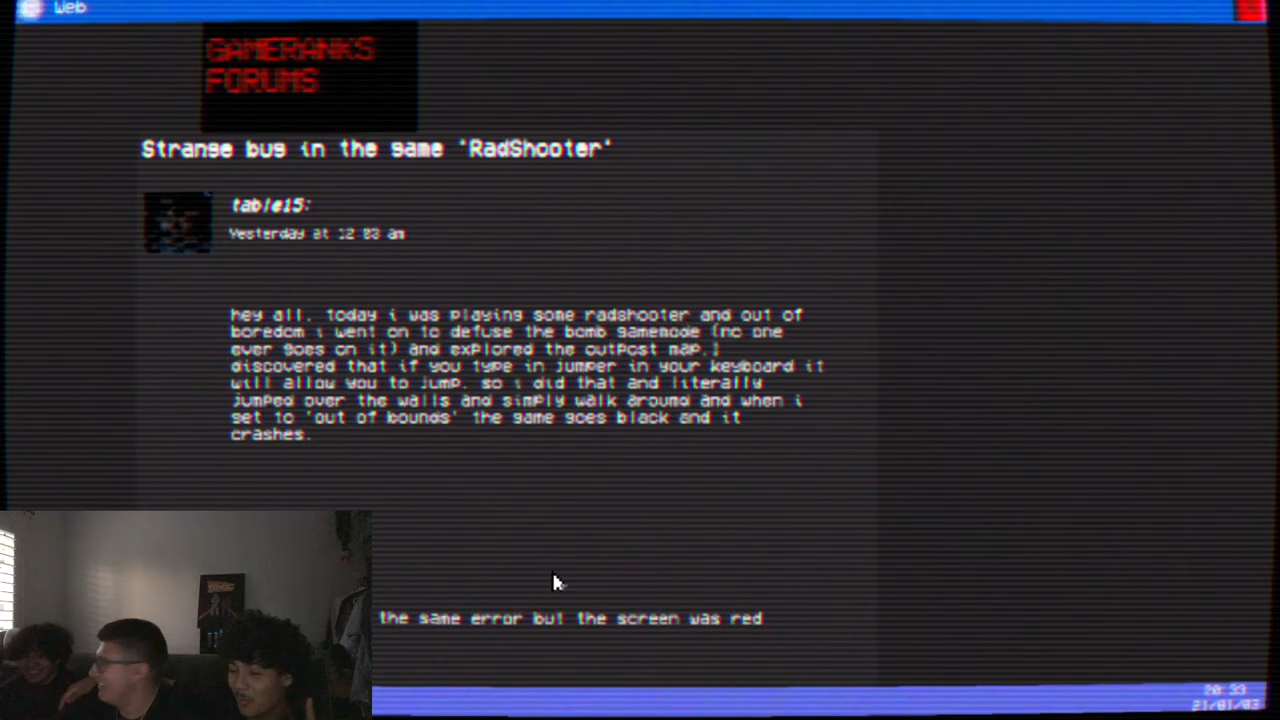 Web
GAMERANKS
FORUMS
Strange bug in the game "RadShooter"
table15:
Yesterday at 12 03 am
hey all. today i was playing some radshooter and out of
boredom i went on to defuse the bomb gamemode (no one
ever goes on it) and explored the outpost map.I
discovered that if you type in jumper in your keyboard it
will allow you to jump. so i did that and literally
jumped over the walls and simply walk around and when i
get to 'out of bounds' the game goes black and it
crashes.
the same error but the screen was red
20:33
21/01/03